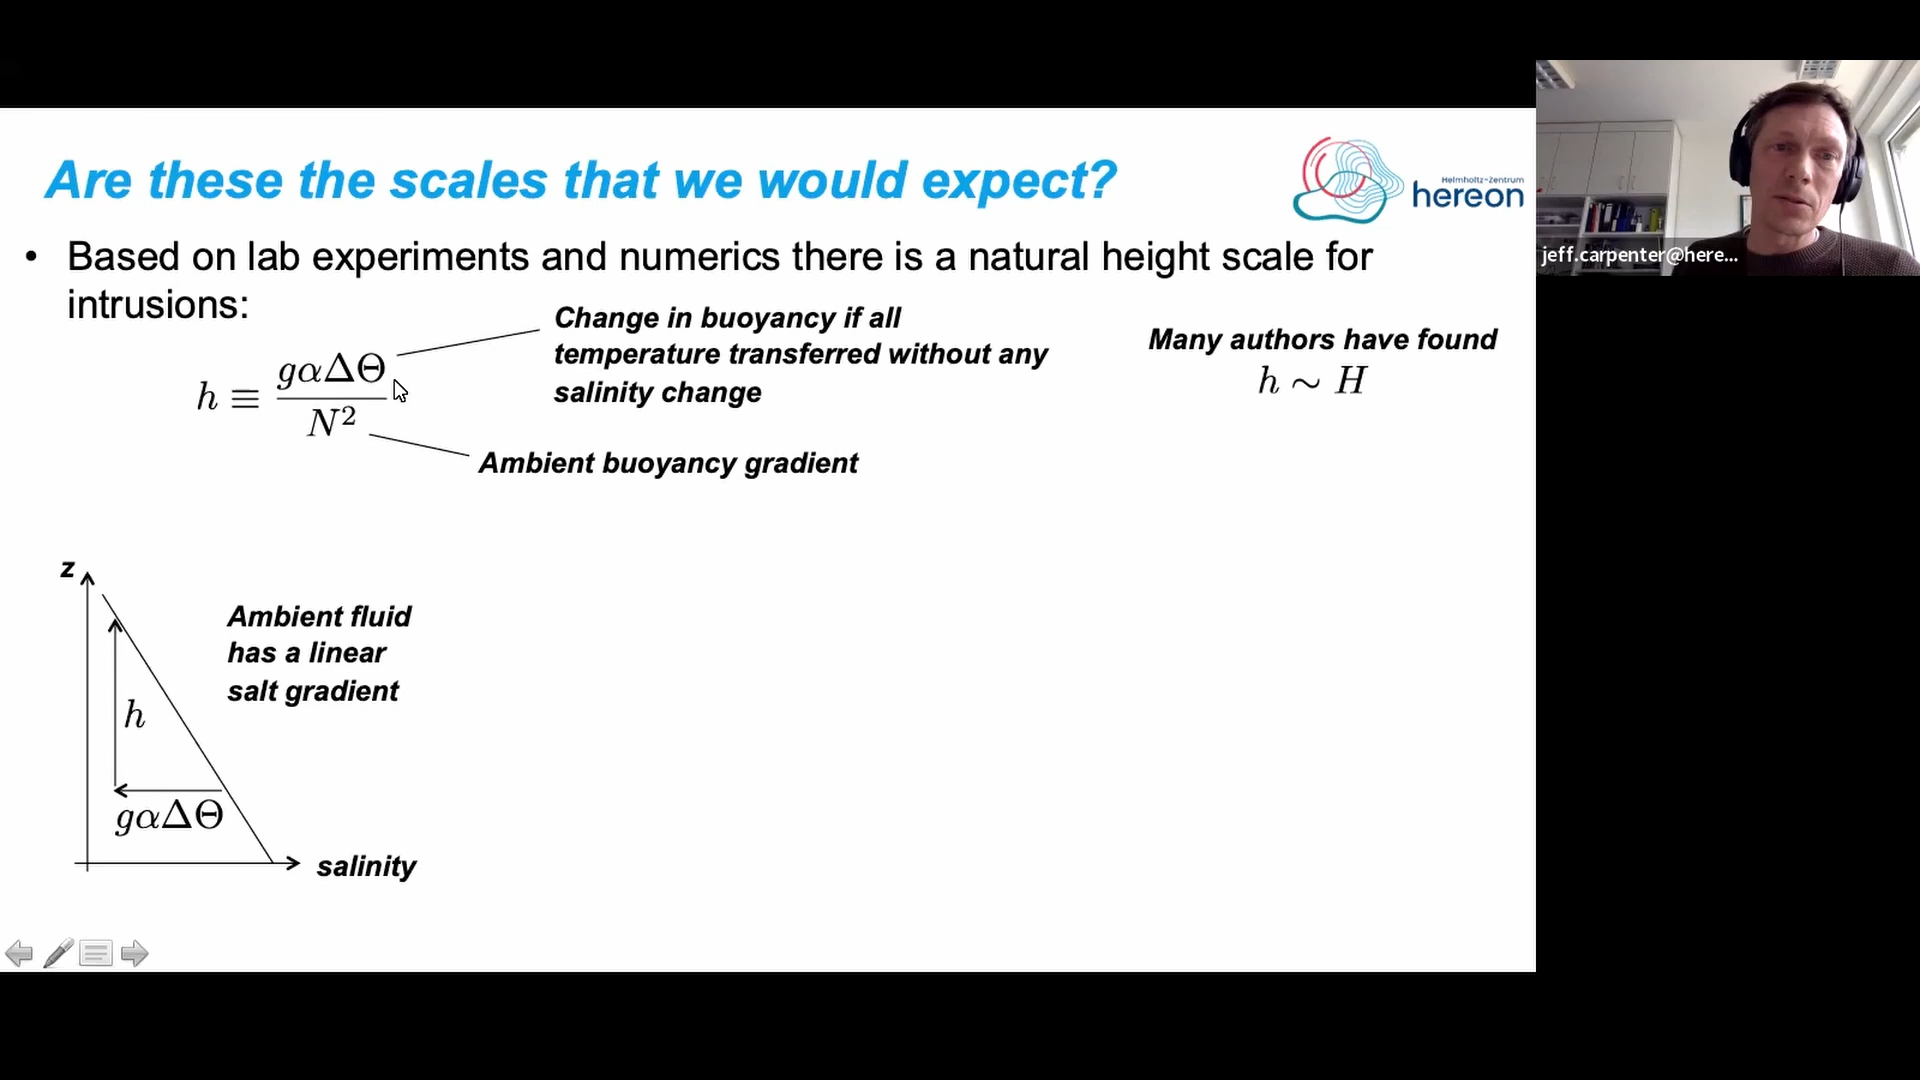 Are these the scales that we would expect?
Helmholtz-Zentrum
hereon
jeff.carpenter@here...
• Based on lab experiments and numerics there is a natural height scale for
intrusions:
h ≡ gαΔΘ / N²
Change in buoyancy if all
temperature transferred without any
salinity change
Ambient buoyancy gradient
Many authors have found
h ∼ H
z
Ambient fluid
has a linear
salt gradient
h
gαΔΘ
salinity